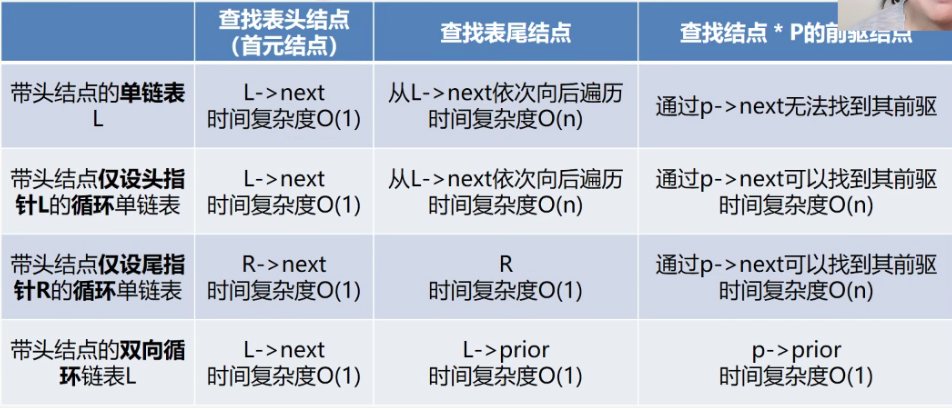 查找表头结点
（首元结点）
查找表尾结点
查找结点 * P的前驱结点
带头结点的单链表
L
L->next
时间复杂度O(1)
从L->next依次向后遍历
时间复杂度O(n)
通过p->next无法找到其前驱
带头结点仅设头指
针L的循环单链表
L->next
时间复杂度O(1)
从L->next依次向后遍历
时间复杂度O(n)
通过p->next可以找到其前驱
时间复杂度O(n)
带头结点仅设尾指
针R的循环单链表
R->next
时间复杂度O(1)
R
时间复杂度O(1)
通过p->next可以找到其前驱
时间复杂度O(n)
带头结点的双向循
环链表L
L->next
时间复杂度O(1)
L->prior
时间复杂度O(1)
p->prior
时间复杂度O(1)